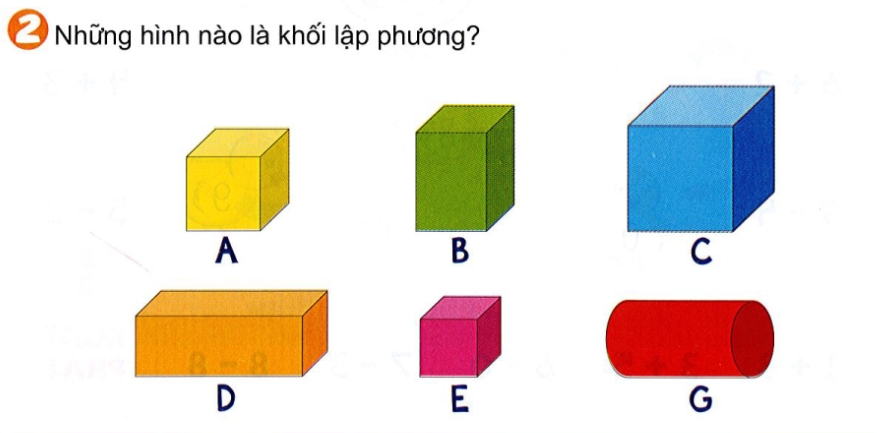 2 Những hình nào là khối lập phương?
A B C
D E G